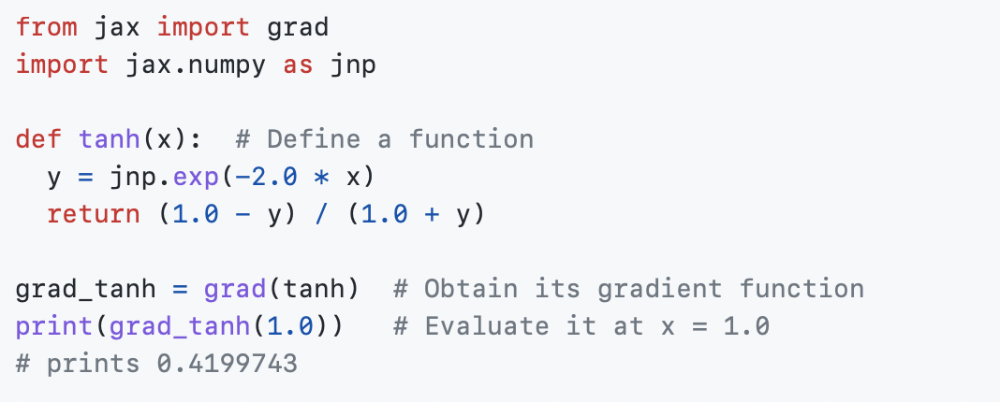 from jax import grad
import jax.numpy as jnp

def tanh(x):  # Define a function
  y = jnp.exp(-2.0 * x)
  return (1.0 - y) / (1.0 + y)

grad_tanh = grad(tanh)  # Obtain its gradient function
print(grad_tanh(1.0))   # Evaluate it at x = 1.0
# prints 0.4199743